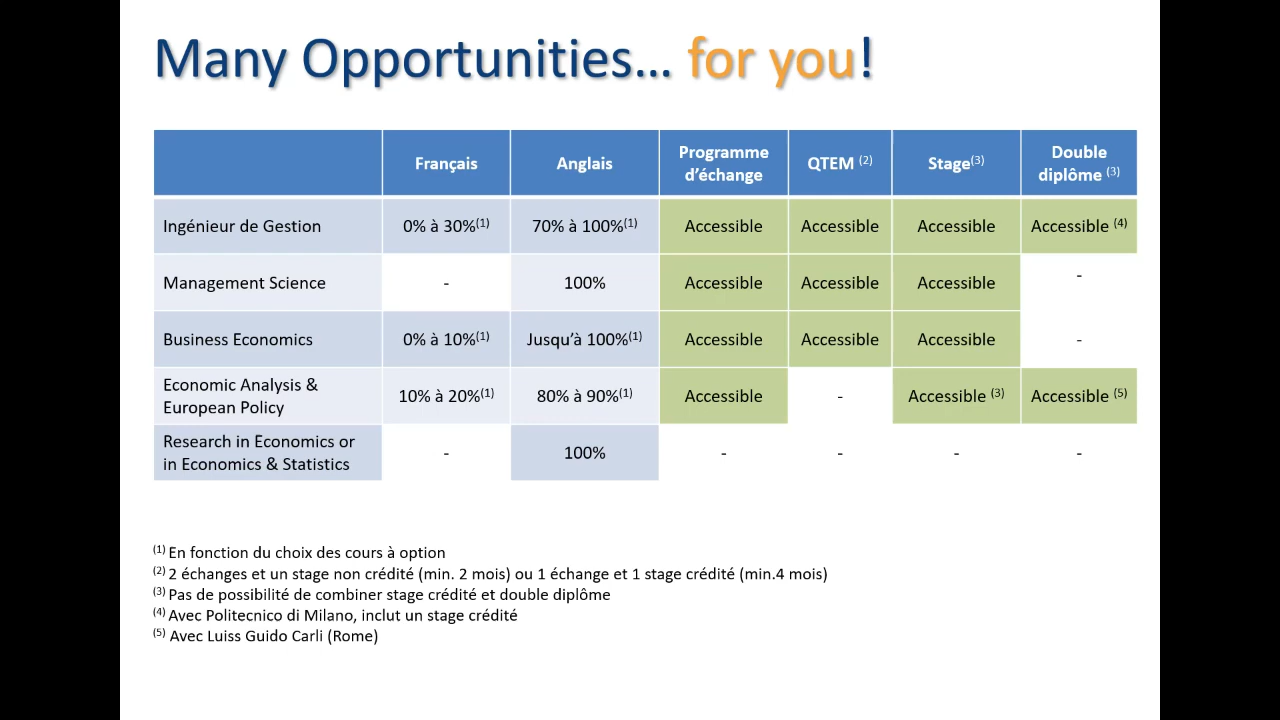 Many Opportunities… for you!
Français Anglais Programme d’échange QTEM (2) Stage(3) Double diplôme (3)
Ingénieur de Gestion 0% à 30%(1) 70% à 100%(1) Accessible Accessible Accessible Accessible (4)
Management Science - 100% Accessible Accessible Accessible -
Business Economics 0% à 10%(1) Jusqu’à 100%(1) Accessible Accessible Accessible -
Economic Analysis & European Policy 10% à 20%(1) 80% à 90%(1) Accessible - Accessible (3) Accessible (5)
Research in Economics or in Economics & Statistics - 100% - - - -
(1) En fonction du choix des cours à option
(2) 2 échanges et un stage non crédité (min. 2 mois) ou 1 échange et 1 stage crédité (min.4 mois)
(3) Pas de possibilité de combiner stage crédité et double diplôme
(4) Avec Politecnico di Milano, inclut un stage crédité
(5) Avec Luiss Guido Carli (Rome)